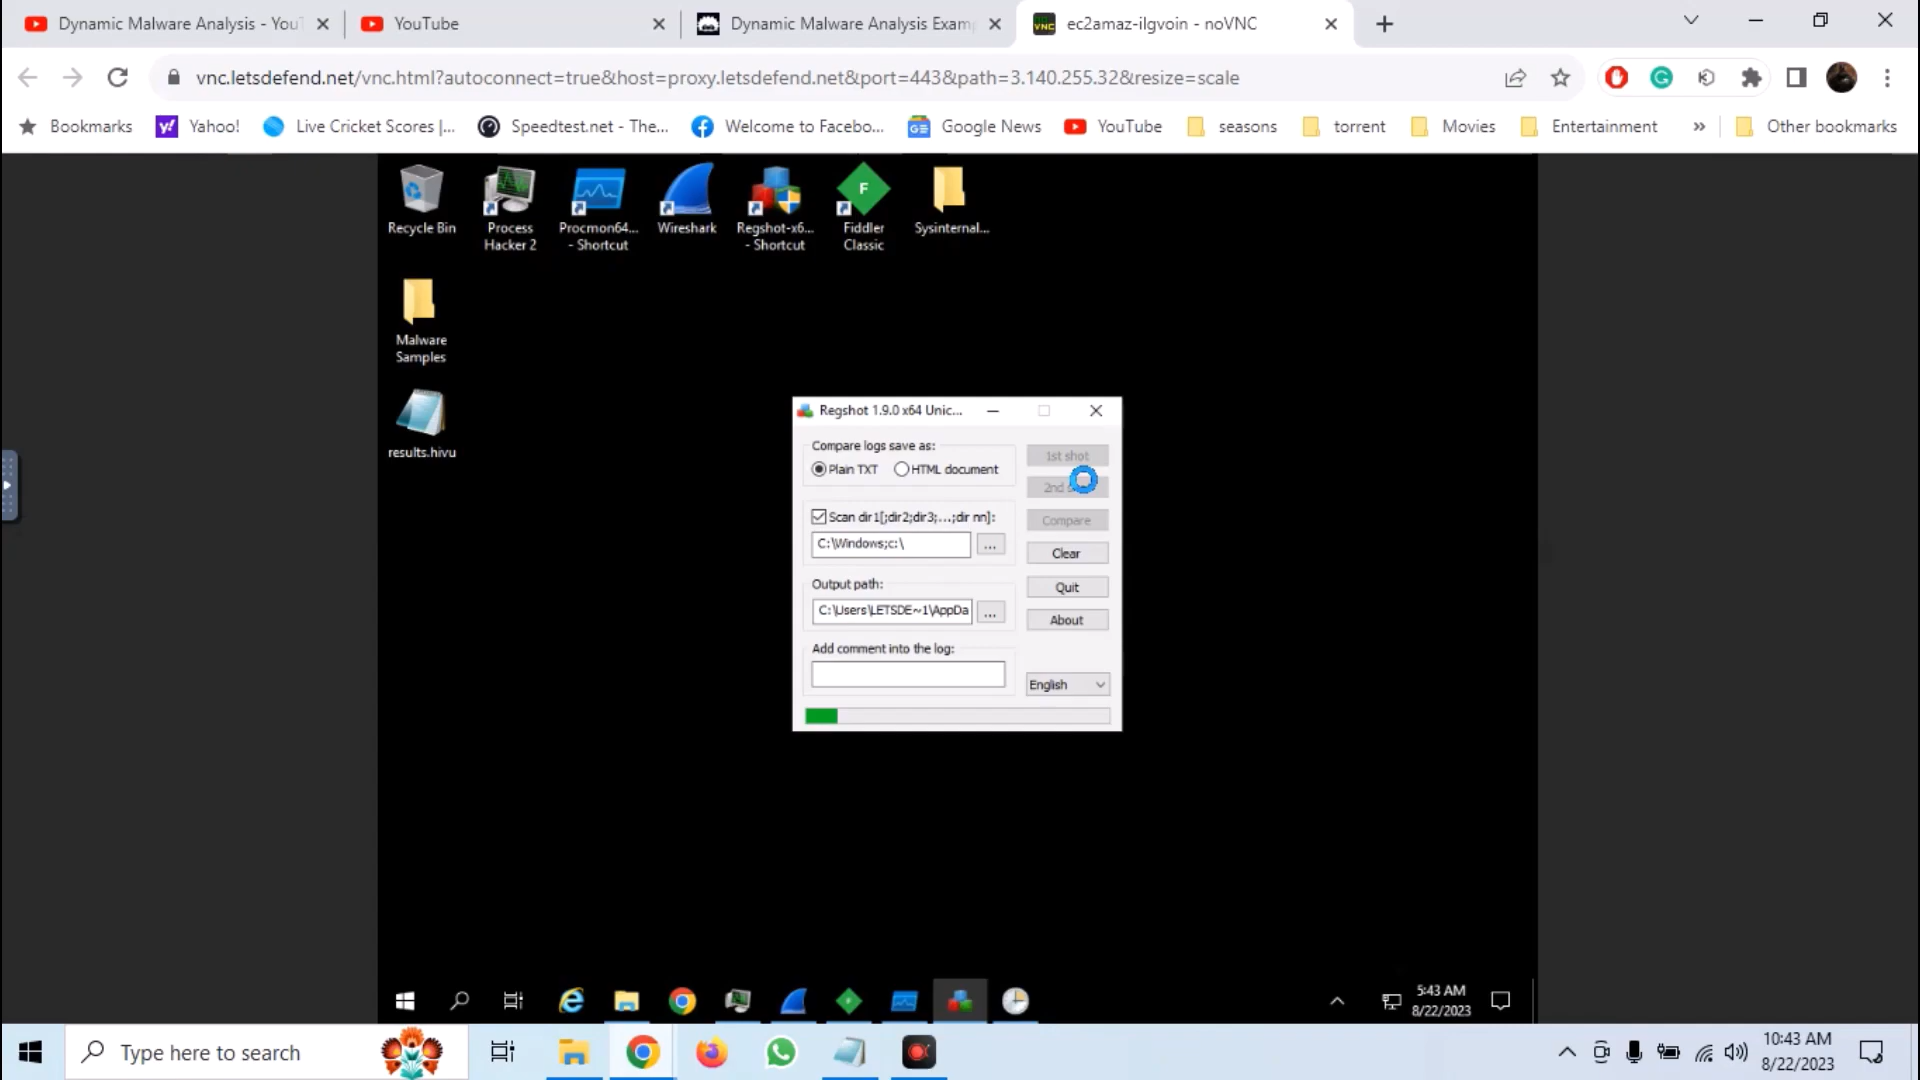 Dynamic Malware Analysis - You
YouTube
Dynamic Malware Analysis Exam
ec2amaz-ilgvoin - noVNC
vnc.letsdefend.net/vnc.html?autoconnect=true&host=proxy.letsdefend.net&port=443&path=3.140.255.32&resize=scale
Bookmarks
Yahoo!
Live Cricket Scores |...
Speedtest.net - The...
Welcome to Facebo...
Google News
YouTube
seasons
torrent
Movies
Entertainment
»
Other bookmarks
Recycle Bin
Process
Hacker 2
Procmon64...
- Shortcut
Wireshark
Regshot-x6...
- Shortcut
Fiddler
Classic
Sysinternal...
Malware
Samples
results.hivu
Regshot 1.9.0 x64 Unic...
Compare logs save as:
Plain TXT
HTML document
1st shot
2nd
Scan dir1[;dir2;dir3;...;dir nn]:
C:\Windows;c:\
...
Compare
Clear
Output path:
C:\Users\LETSDE~1\AppDa
...
Quit
About
Add comment into the log:
English
5:43 AM
8/22/2023
Type here to search
10:43 AM
8/22/2023